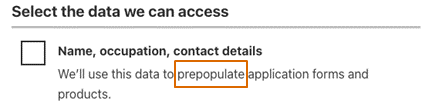 Select the data we can access
Name, occupation, contact details
We'll use this data to prepopulate application forms and
products.